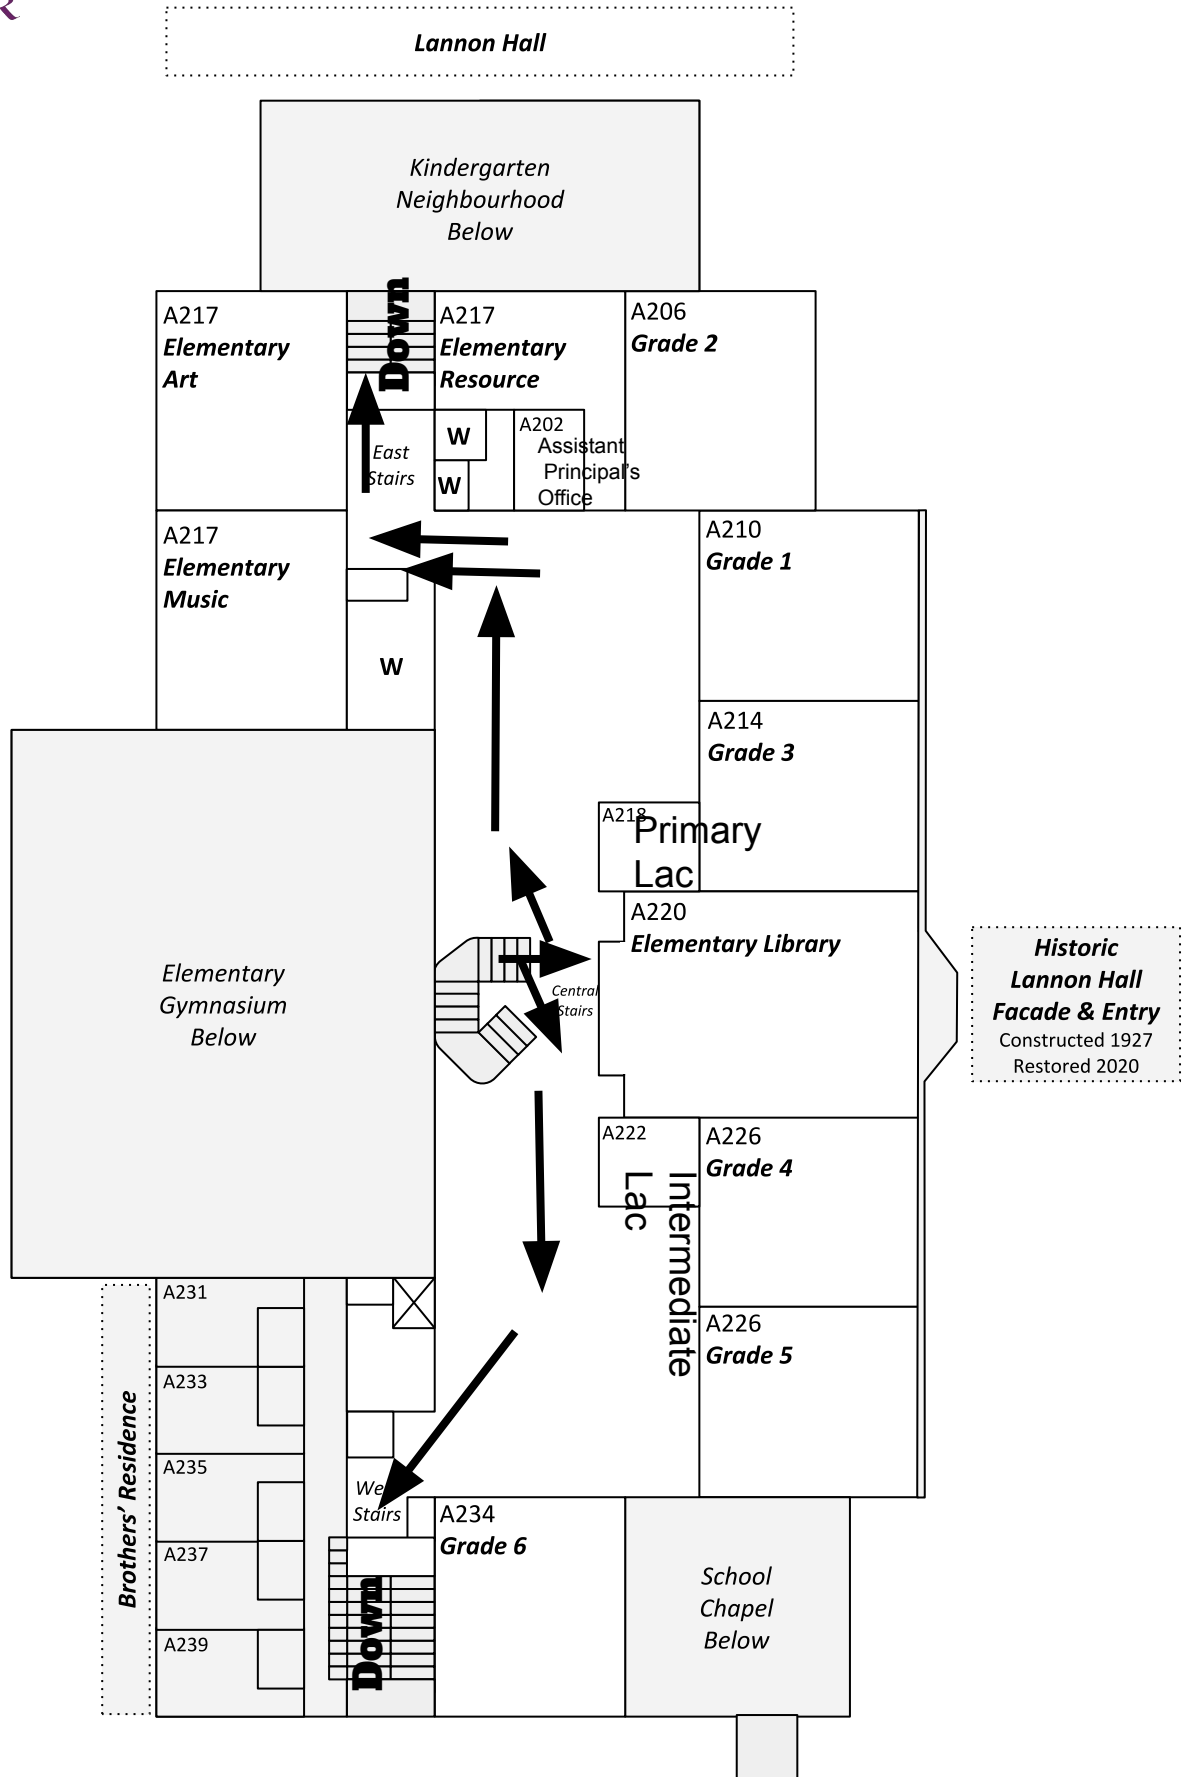 Lannon Hall
Kindergarten
Neighbourhood
Below
A217
Elementary
Art
Down
A217
Elementary
Resource
A206
Grade 2
W
W
A202
Assistant
Principal's
Office
East
Stairs
A217
Elementary
Music
W
A210
Grade 1
A214
Grade 3
A218
Primary
Lac
A220
Elementary Library
Central
Stairs
Elementary
Gymnasium
Below
Historic
Lannon Hall
Facade & Entry
Constructed 1927
Restored 2020
A222
Intermediate
Lac
A226
Grade 4
A226
Grade 5
A231
A233
A235
A237
A239
Brothers' Residence
Stairs
Down
A234
Grade 6
School
Chapel
Below